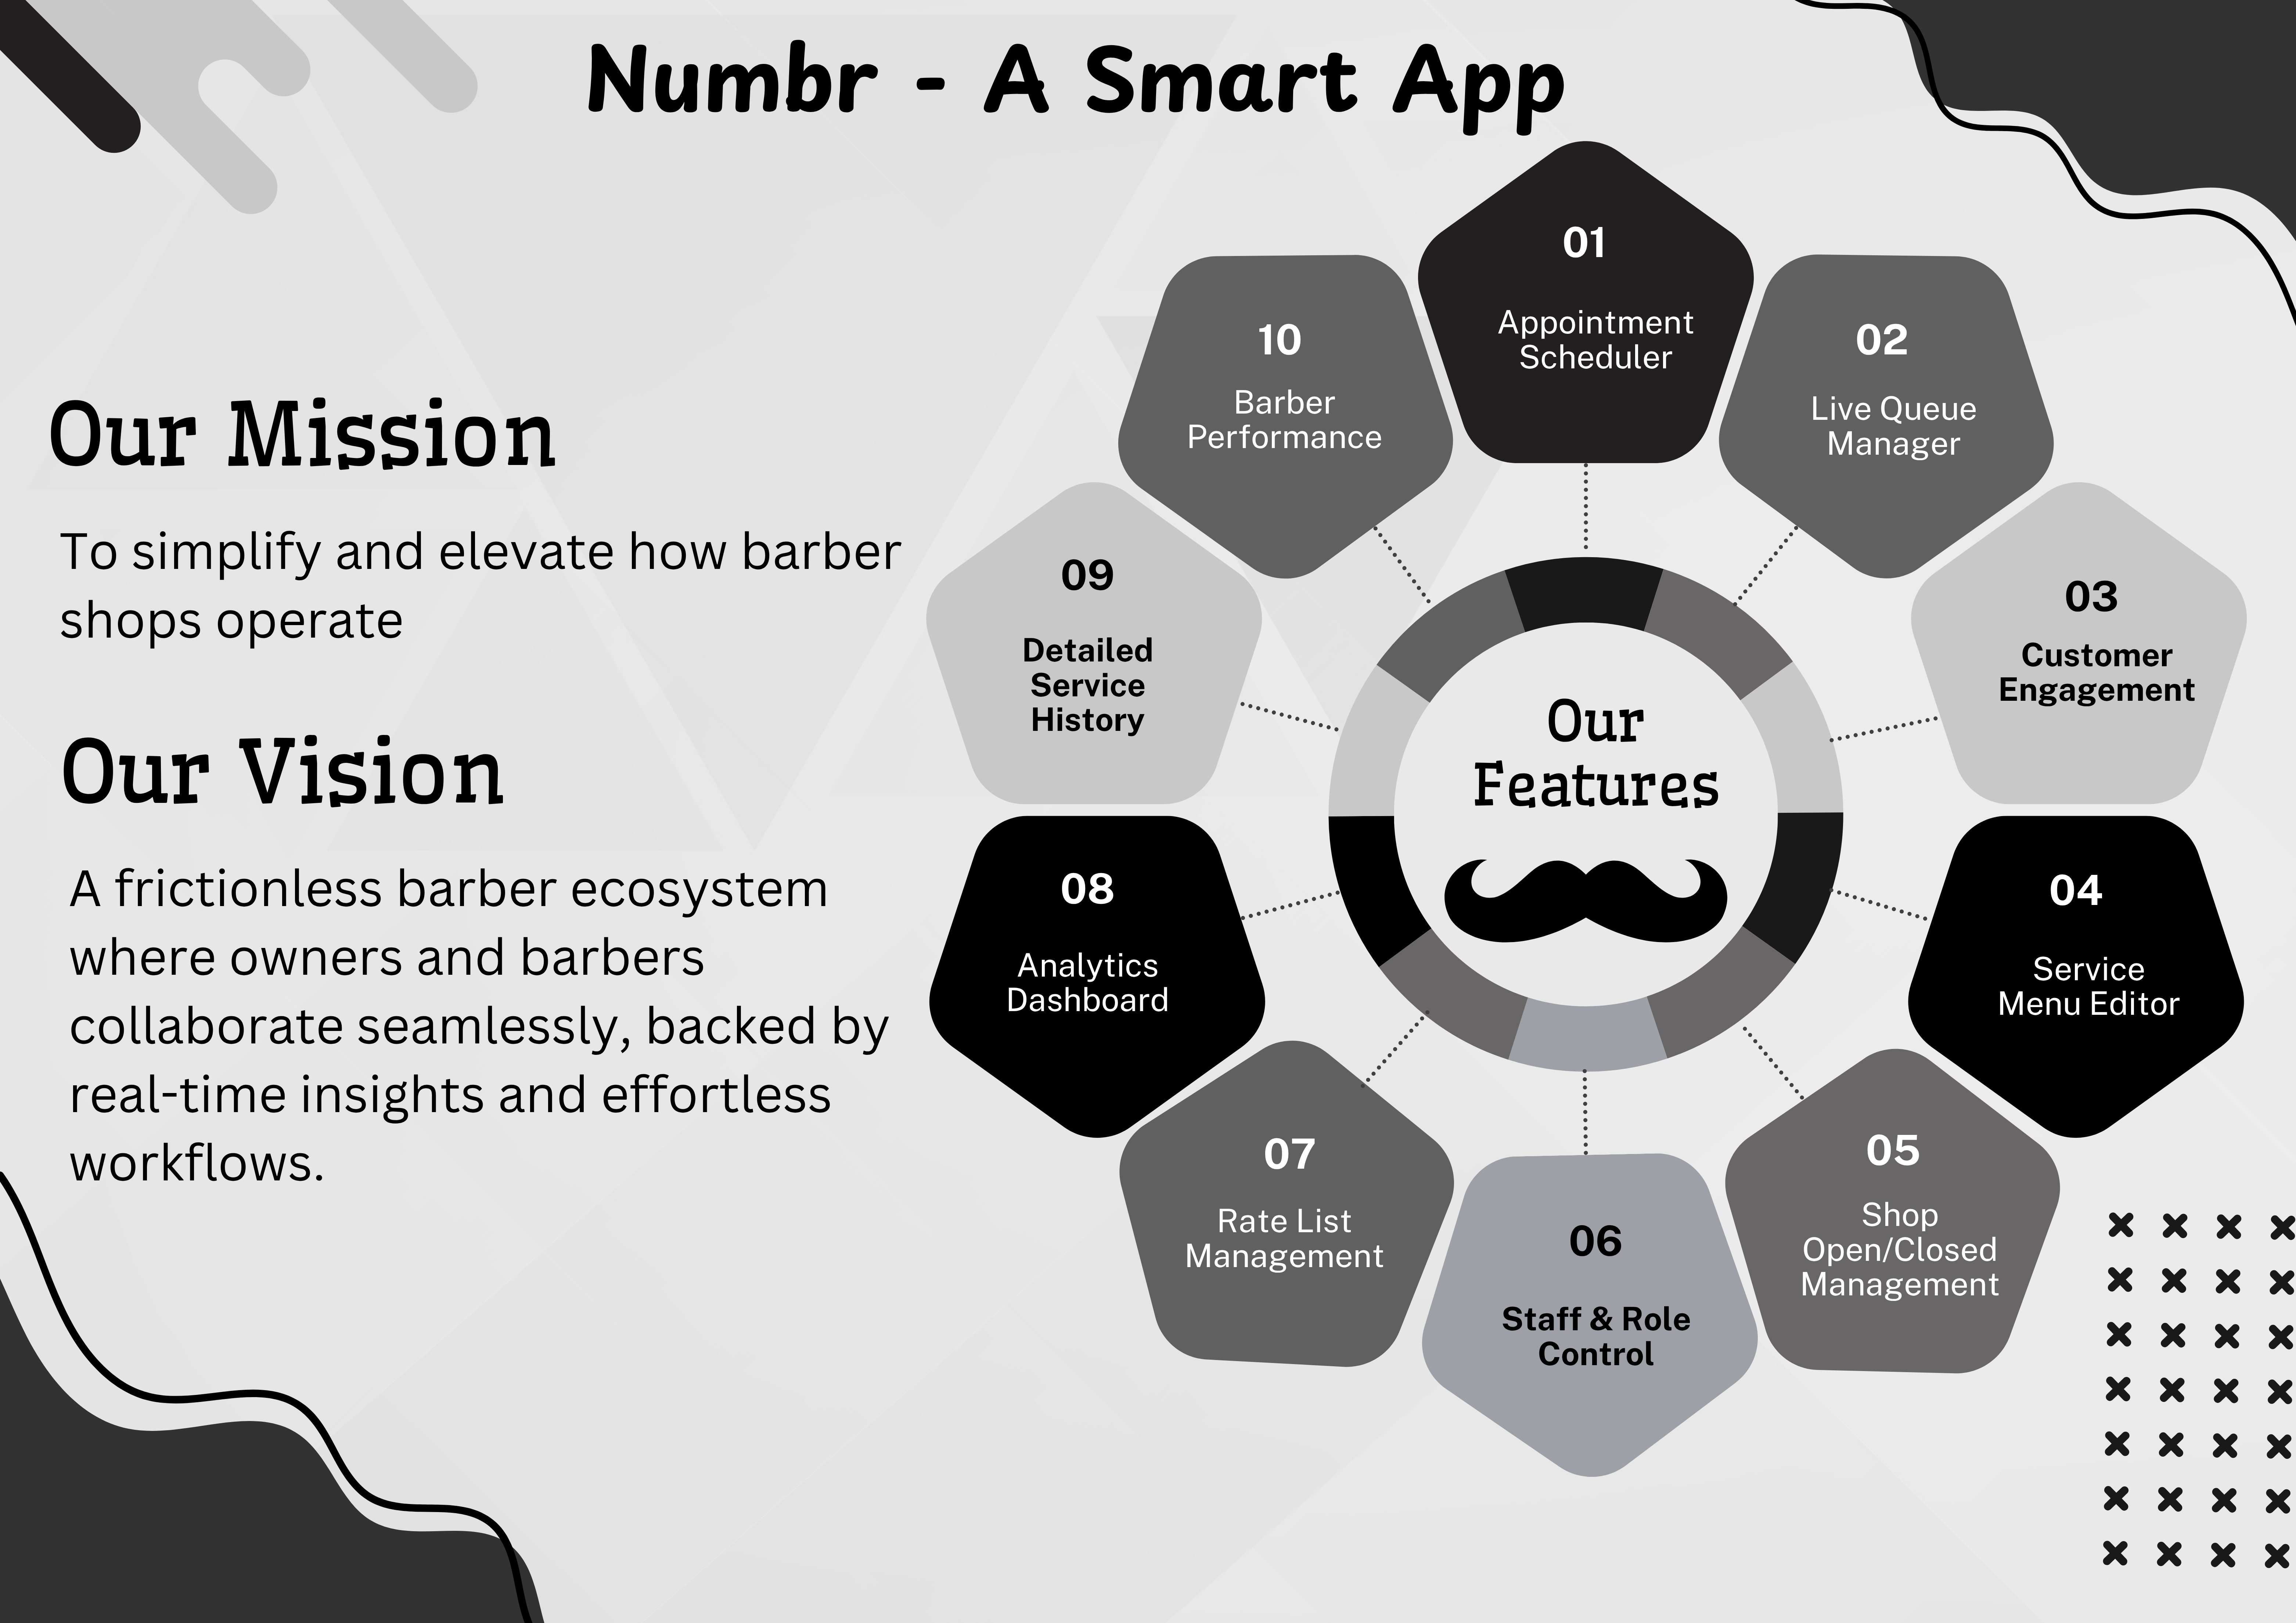 Numbr - A Smart App
Our Mission
To simplify and elevate how barber
shops operate
Our Vision
A frictionless barber ecosystem
where owners and barbers
collaborate seamlessly, backed by
real-time insights and effortless
workflows.
Our
Features
01
Appointment
Scheduler
02
Live Queue
Manager
03
Customer
Engagement
04
Service
Menu Editor
05
Shop
Open/Closed
Management
06
Staff & Role
Control
07
Rate List
Management
08
Analytics
Dashboard
09
Detailed
Service
History
10
Barber
Performance